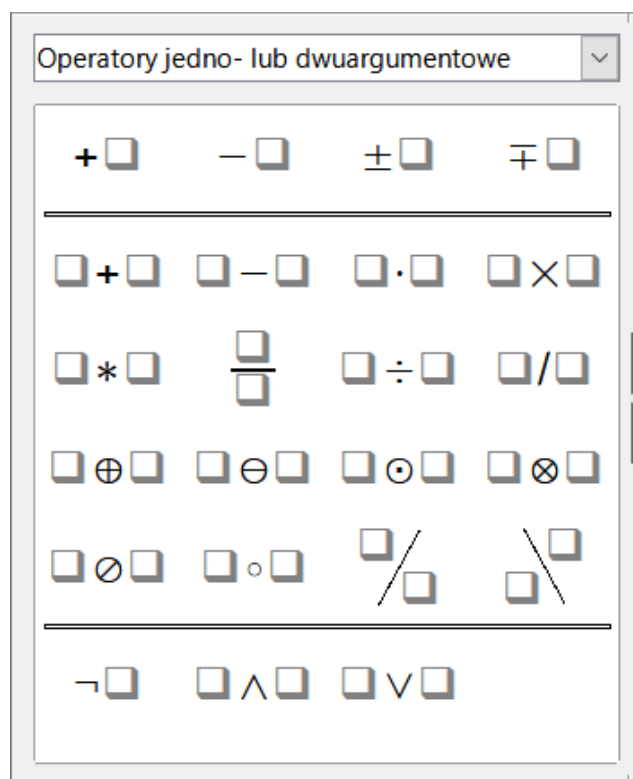 Operatory jedno- lub dwuargumentowe
+□ −□ ±□ ∓□
□+□ □−□ □·□ □×□
□∗□ □/□ □÷□ □/□
□⊕□ □⊖□ □⊙□ □⊗□
□⊘□ □∘□ □/□ □\□
¬□ □∧□ □∨□